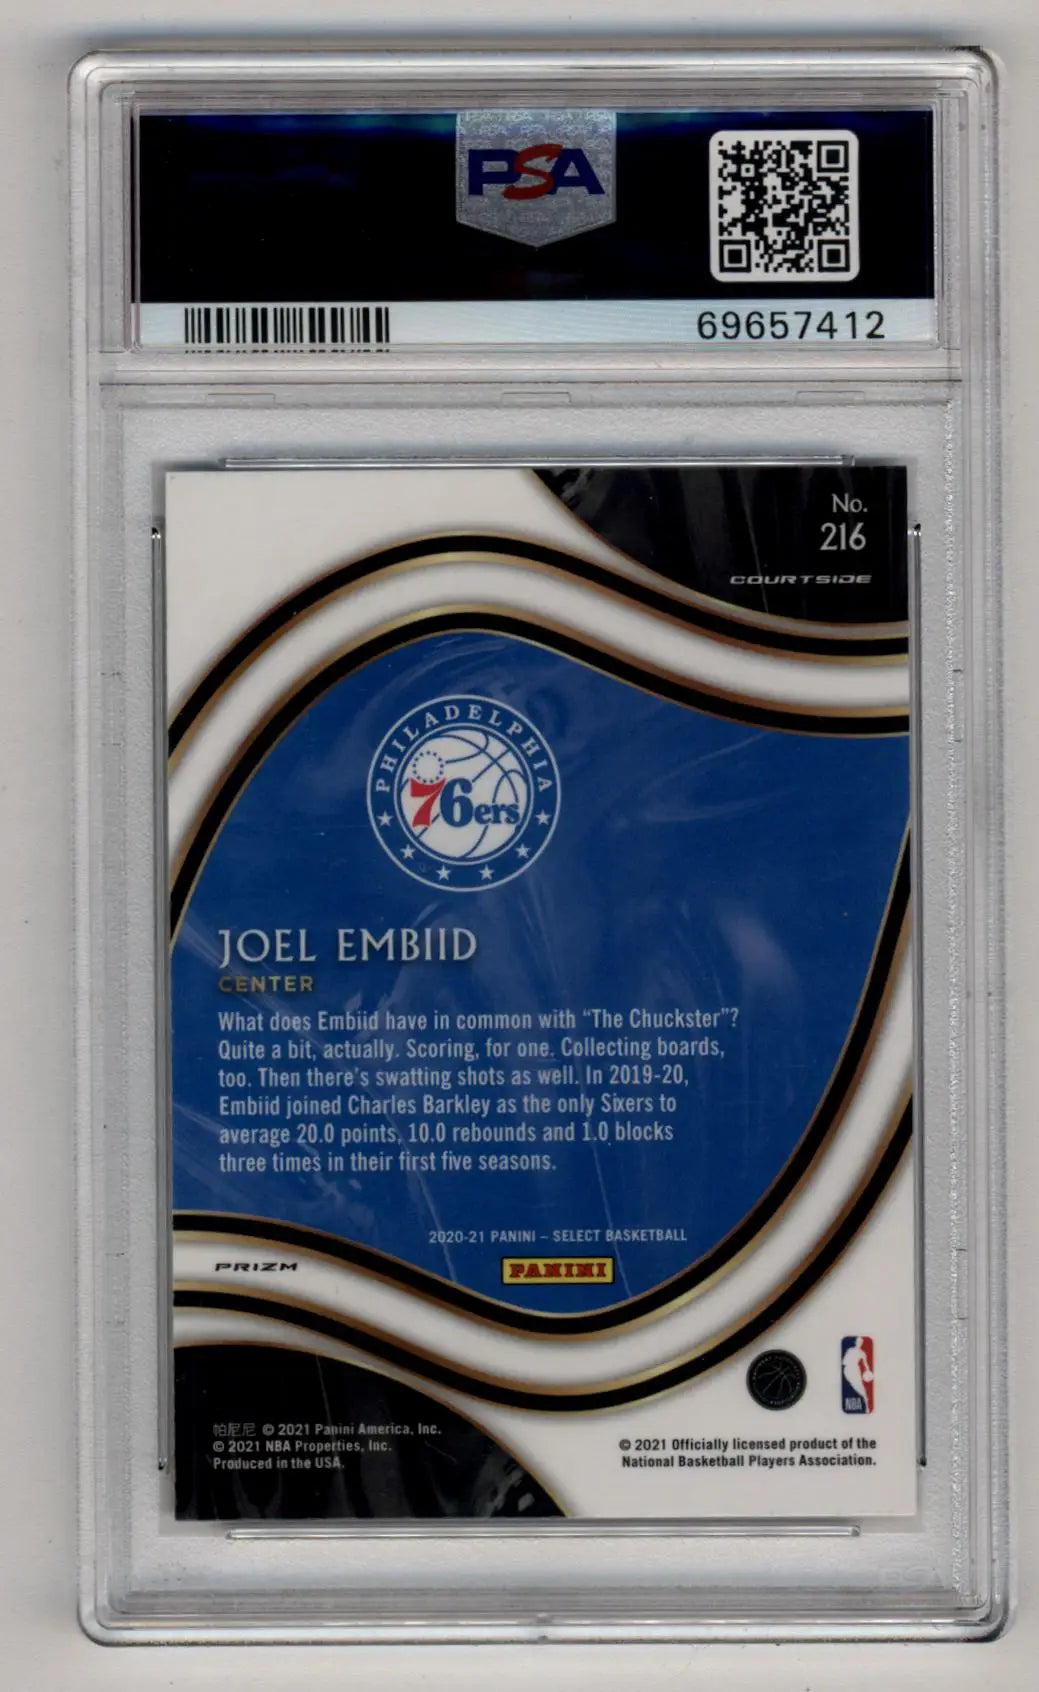 PSA
69657412
No.
216
COURTSIDE
PHILADELPHIA
76ers
JOEL EMBIID
CENTER
What does Embiid have in common with “The Chuckster”?
Quite a bit, actually. Scoring, for one. Collecting boards,
too. Then there’s swatting shots as well. In 2019-20,
Embiid joined Charles Barkley as the only Sixers to
average 20.0 points, 10.0 rebounds and 1.0 blocks
three times in their first five seasons.
2020-21 PANINI – SELECT BASKETBALL
PRIZM
PANINI
NBA
帕尼尼 © 2021 Panini America, Inc.
© 2021 NBA Properties, Inc.
Produced in the USA.
© 2021 Officially licensed product of the
National Basketball Players Association.